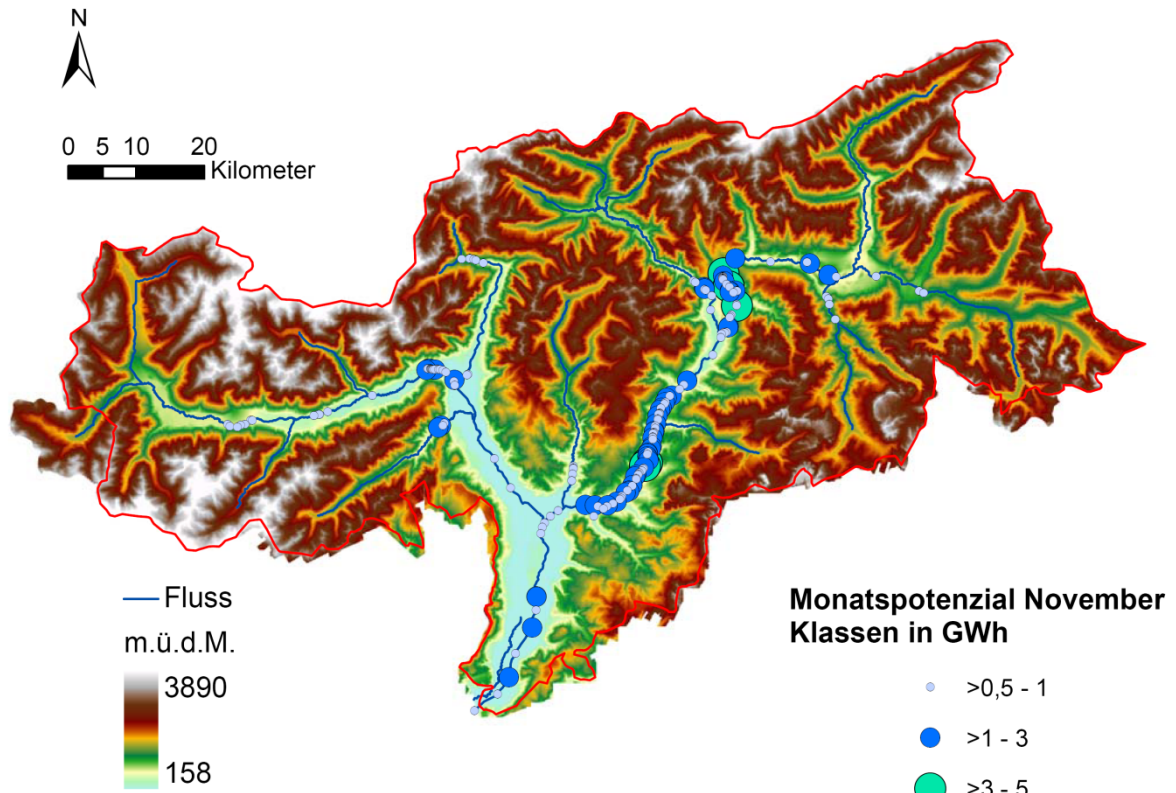 N
0 5 10 20
Kilometer
Fluss
m.ü.d.M.
3890
158
Monatspotenzial November
Klassen in GWh
>0,5 - 1
>1 - 3
>3 - 5